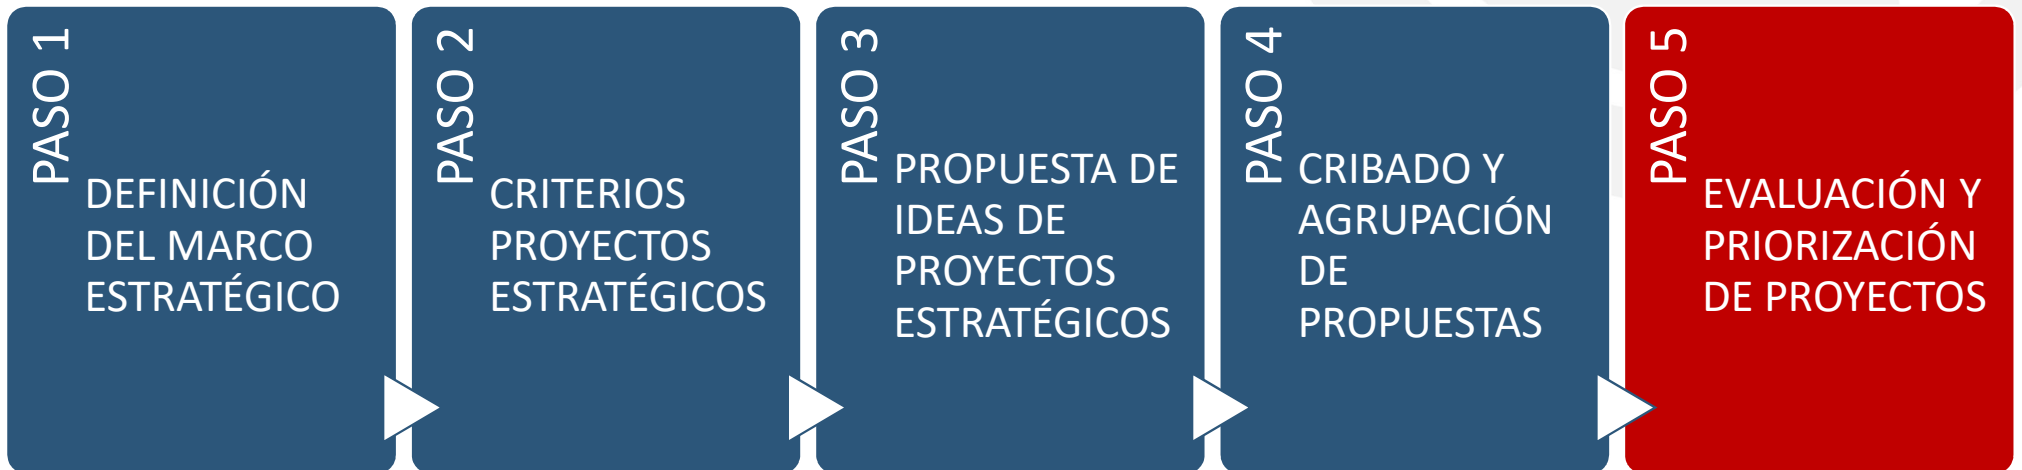 PASO 1
DEFINICIÓN
DEL MARCO
ESTRATÉGICO
PASO 2
CRITERIOS
PROYECTOS
ESTRATÉGICOS
PASO 3
PROPUESTA DE
IDEAS DE
PROYECTOS
ESTRATÉGICOS
PASO 4
CRIBADO Y
AGRUPACIÓN
DE
PROPUESTAS
PASO 5
EVALUACIÓN Y
PRIORIZACIÓN
DE PROYECTOS